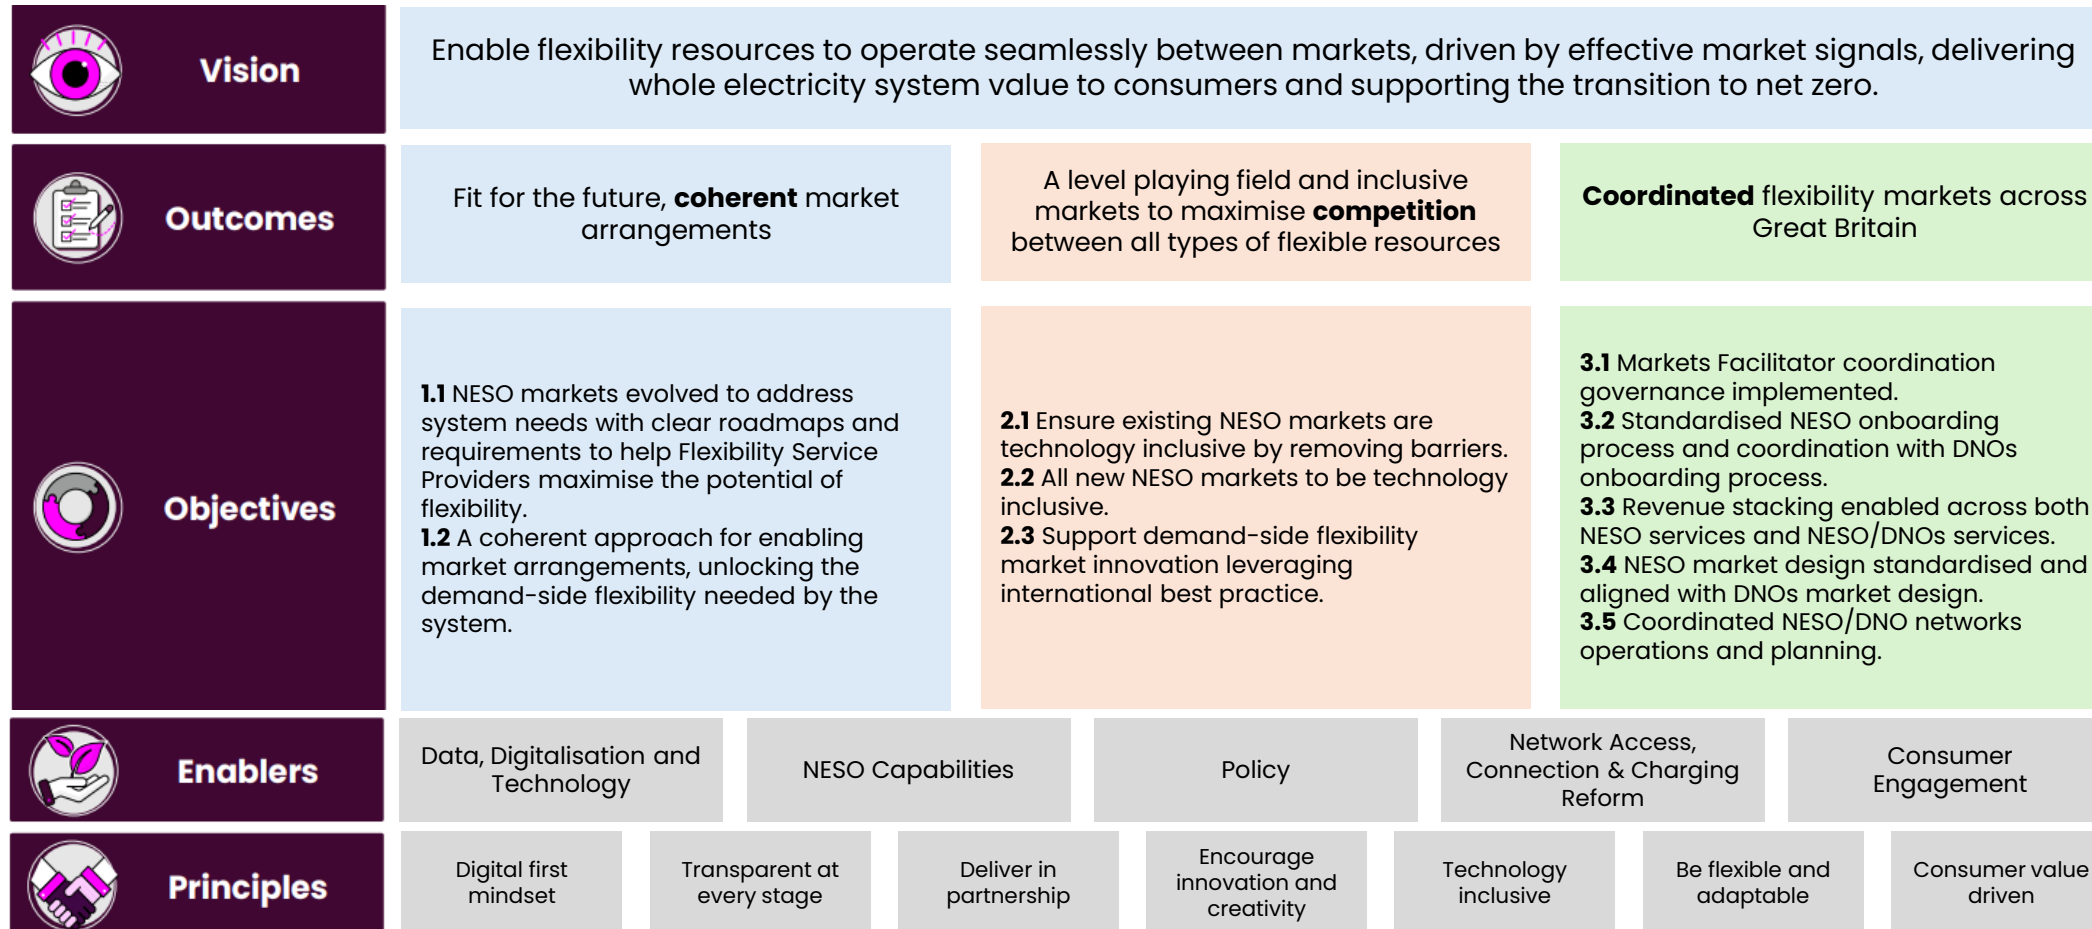 Vision
Enable flexibility resources to operate seamlessly between markets, driven by effective market signals, delivering
whole electricity system value to consumers and supporting the transition to net zero.
Outcomes
Fit for the future, coherent market
arrangements
A level playing field and inclusive
markets to maximise competition
between all types of flexible resources
Coordinated flexibility markets across
Great Britain
Objectives
1.1 NESO markets evolved to address
system needs with clear roadmaps and
requirements to help Flexibility Service
Providers maximise the potential of
flexibility.
1.2 A coherent approach for enabling
market arrangements, unlocking the
demand-side flexibility needed by the
system.
2.1 Ensure existing NESO markets are
technology inclusive by removing barriers.
2.2 All new NESO markets to be technology
inclusive.
2.3 Support demand-side flexibility
market innovation leveraging
international best practice.
3.1 Markets Facilitator coordination
governance implemented.
3.2 Standardised NESO onboarding
process and coordination with DNOs
onboarding process.
3.3 Revenue stacking enabled across both
NESO services and NESO/DNOs services.
3.4 NESO market design standardised and
aligned with DNOs market design.
3.5 Coordinated NESO/DNO networks
operations and planning.
Enablers
Data, Digitalisation and
Technology
NESO Capabilities
Policy
Network Access,
Connection & Charging
Reform
Consumer
Engagement
Principles
Digital first
mindset
Transparent at
every stage
Deliver in
partnership
Encourage
innovation and
creativity
Technology
inclusive
Be flexible and
adaptable
Consumer value
driven